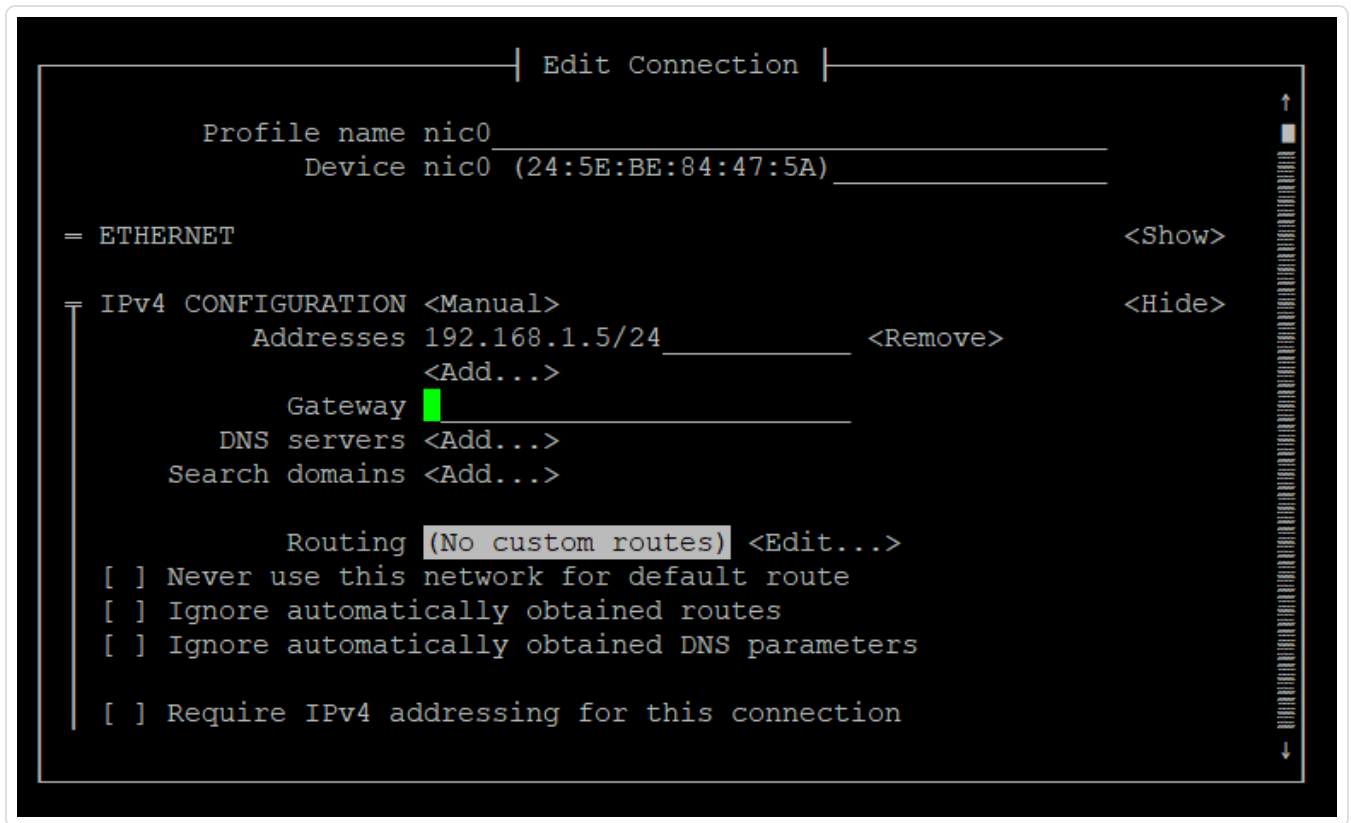 Edit Connection
Profile name nic0
Device nic0 (24:5E:BE:84:47:5A)
= ETHERNET <Show>
IPv4 CONFIGURATION <Manual> <Hide>
Addresses 192.168.1.5/24 <Remove>
<Add...>
Gateway
DNS servers <Add...>
Search domains <Add...>
Routing (No custom routes) <Edit...>
[ ] Never use this network for default route
[ ] Ignore automatically obtained routes
[ ] Ignore automatically obtained DNS parameters
[ ] Require IPv4 addressing for this connection